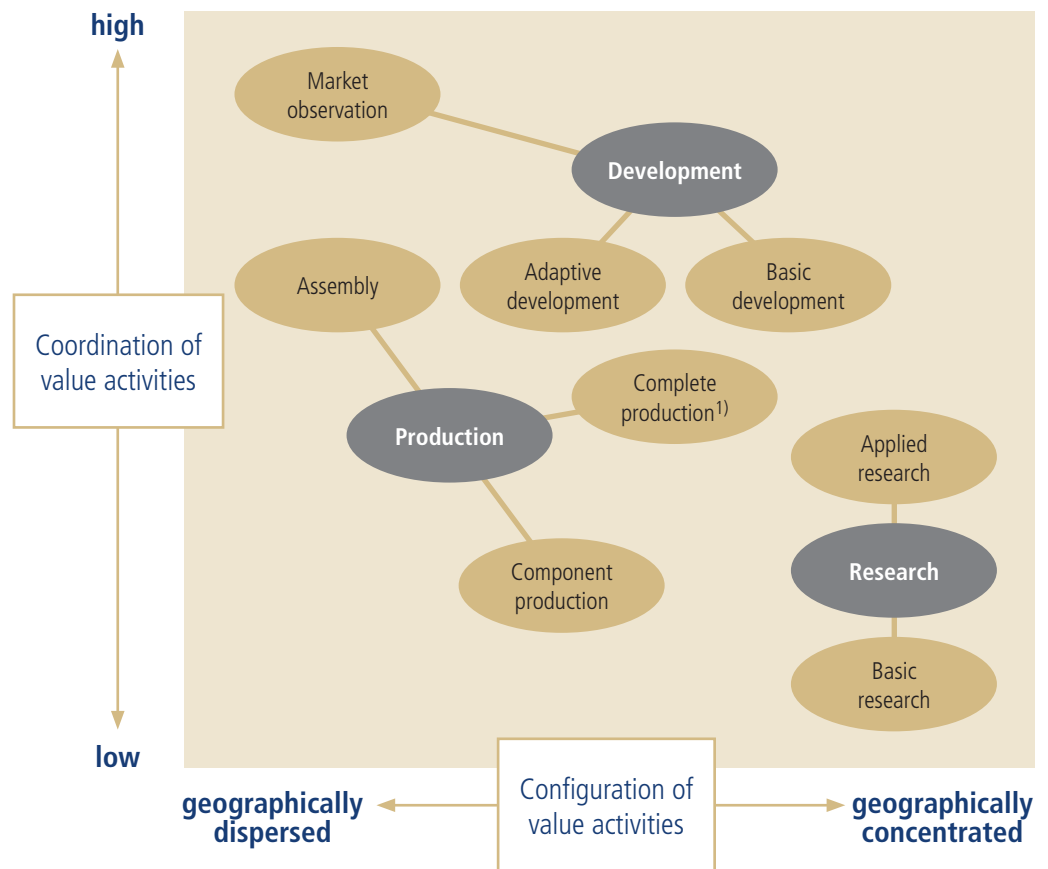 high
Market
observation
Development
Assembly
Adaptive
development
Basic
development
Coordination of
value activities
Complete
production1)
Production
Applied
research
Component
production
Research
Basic
research
low
geographically
dispersed
Configuration of
value activities
geographically
concentrated